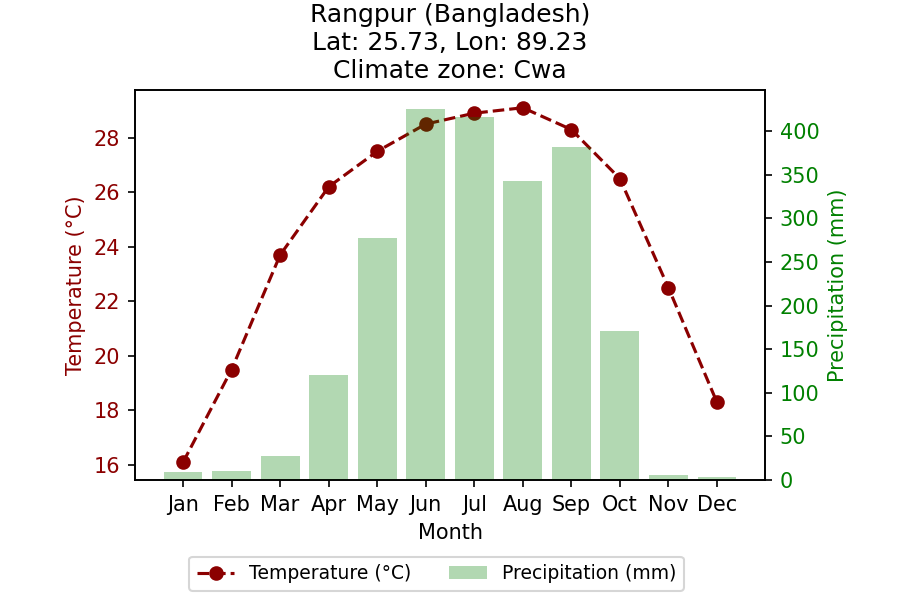 Rangpur (Bangladesh)
Lat: 25.73, Lon: 89.23
Climate zone: Cwa
Temperature (°C)
28
26
24
22
20
18
16
400
350
300
250
200
150
100
50
0
Precipitation (mm)
Jan Feb Mar Apr May Jun Jul Aug Sep Oct Nov Dec
Month
Temperature (°C) Precipitation (mm)